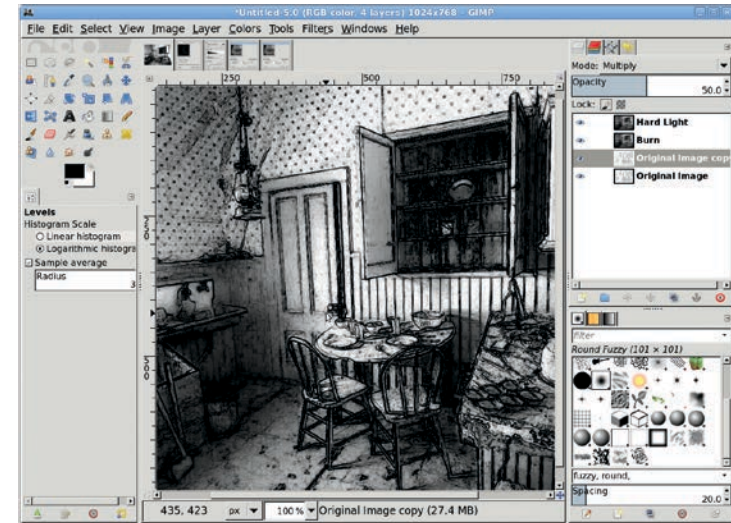 *Untitled-5.0 (RGB color, 4 layers) 1024x768 – GIMP
File Edit Select View Image Layer Colors Tools Filters Windows Help
Mode: Multiply
Opacity
50.0
Lock:
Hard Light
Burn
Original Image copy
Original Image
250
500
750
Levels
Histogram Scale
Linear histogram
Logarithmic histogra
Sample average
Radius
3
filter
Round Fuzzy (101 × 101)
fuzzy, round,
Spacing
20.0
435, 423 px 100 % Original Image copy (27.4 MB)